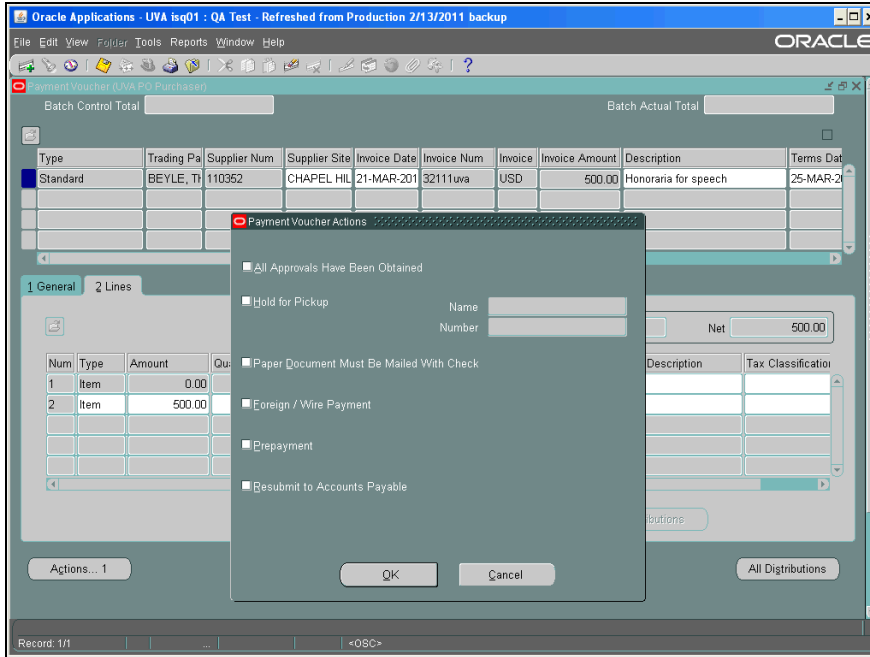 Oracle Applications - UVA isq01 : QA Test - Refreshed from Production 2/13/2011 backup
File Edit View Folder Tools Reports Window Help
ORACLE
Payment Voucher (UVA PO Purchaser)
Batch Control Total
Batch Actual Total
Type Trading Pa Supplier Num Supplier Site Invoice Date Invoice Num Invoice Invoice Amount Description Terms Dat
Standard BEYLE, TH 110352 CHAPEL HIL 21-MAR-201 32111uva USD 500.00 Honoraria for speech 25-MAR-2
Payment Voucher Actions
All Approvals Have Been Obtained
1 General 2 Lines
Hold for Pickup Name
Number
Net 500.00
Num Type Amount Qua Description Tax Classification
Paper Document Must Be Mailed With Check
1 Item 0.00
2 Item 500.00
Foreign / Wire Payment
Prepayment
Resubmit to Accounts Payable
ibutions
Actions... 1
OK Cancel
All Distributions
Record: 1/1 ... <OSC>